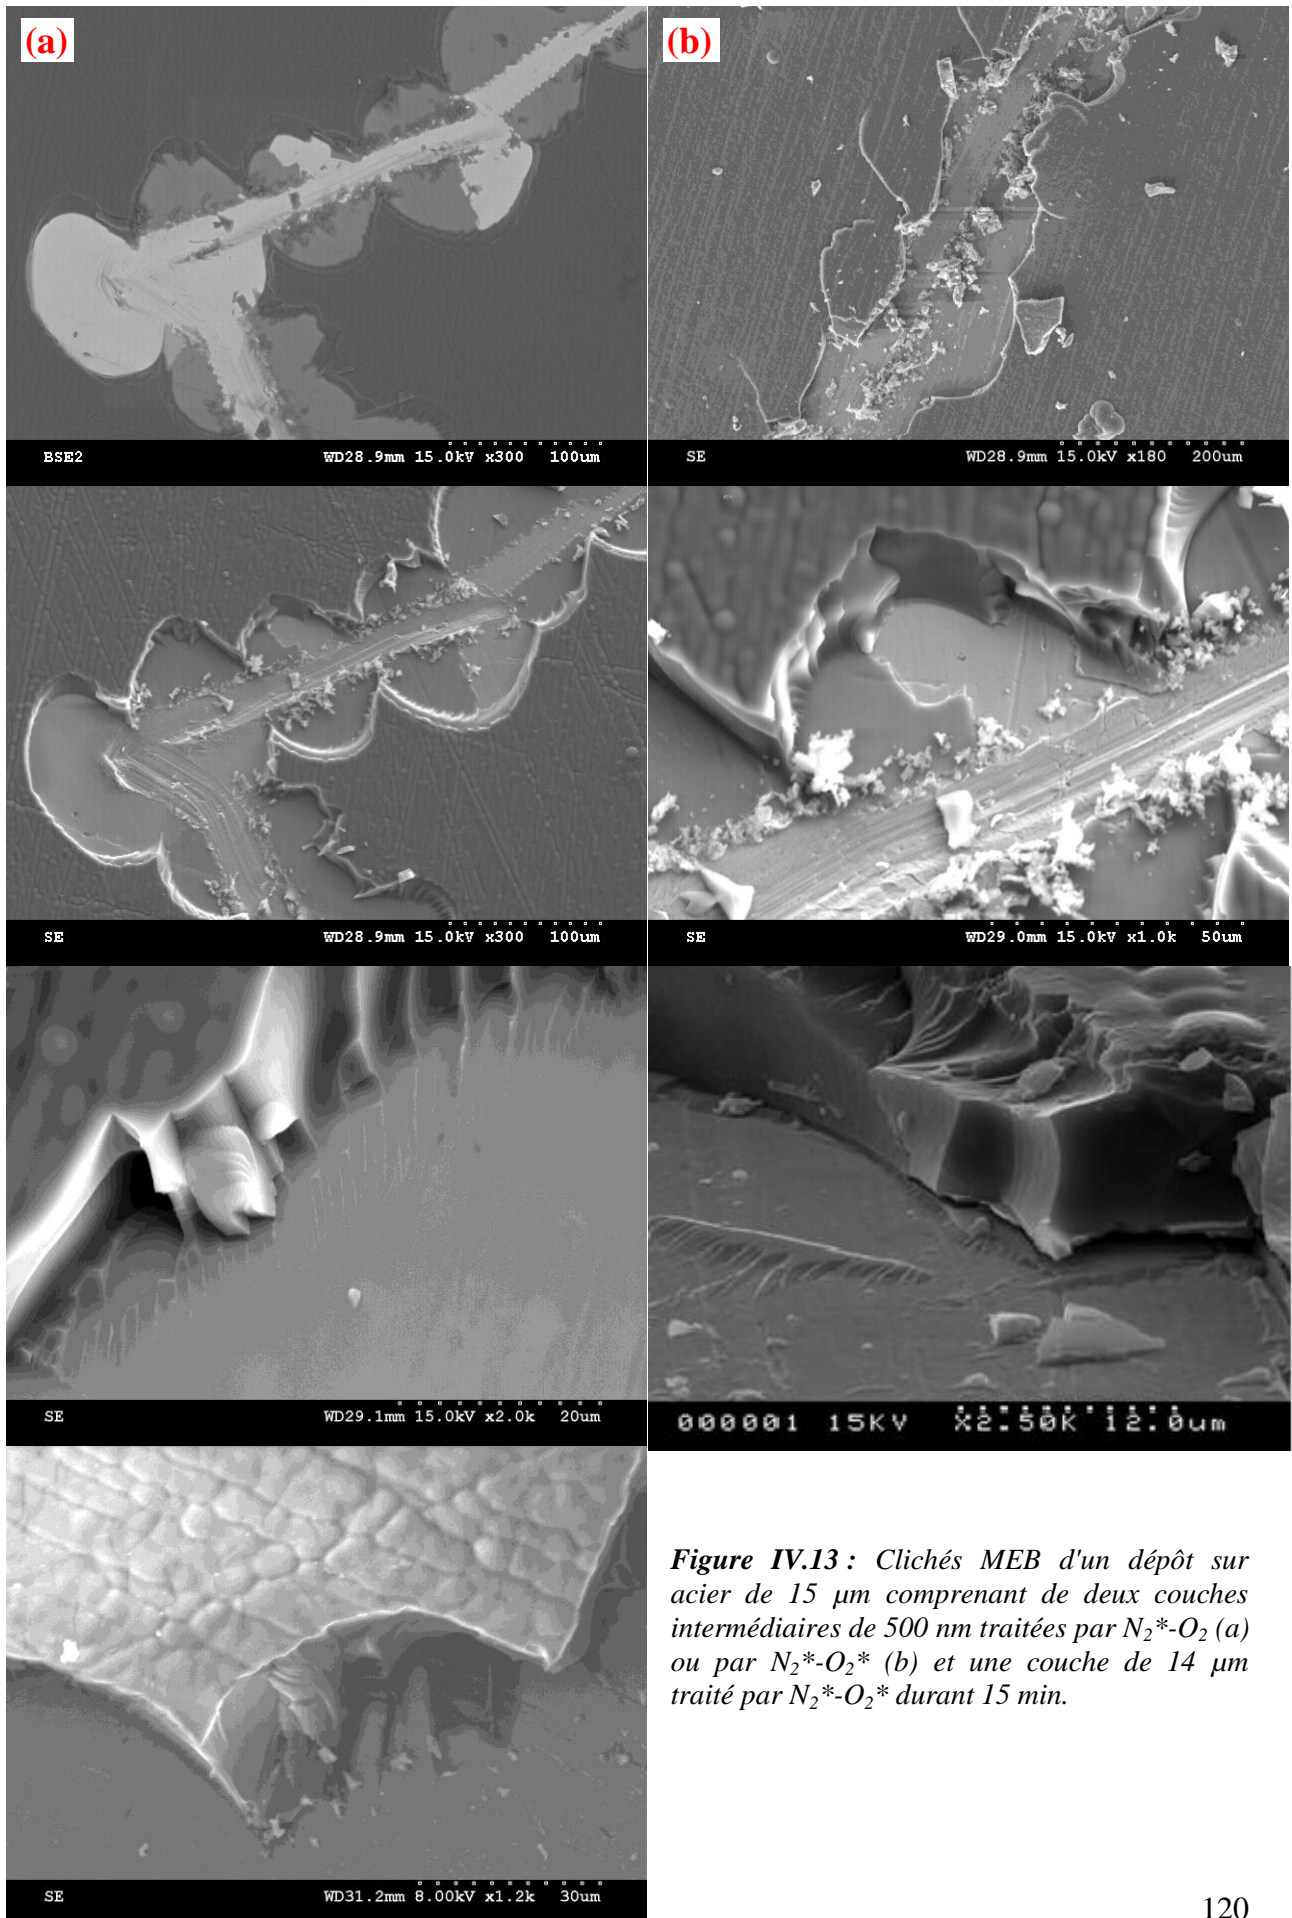 (a)
(b)
BSE2 WD28.9mm 15.0kV x300 100um
SE WD28.9mm 15.0kV x180 200um
SE WD28.9mm 15.0kV x300 100um
SE WD29.0mm 15.0kV x1.0k 50um
SE WD29.1mm 15.0kV x2.0k 20um
000001 15KV X2.50K 12.0um
SE WD31.2mm 8.00kV x1.2k 30um
Figure IV.13 : Clichés MEB d'un dépôt sur
acier de 15 μm comprenant de deux couches
intermédiaires de 500 nm traitées par N₂*-O₂ (a)
ou par N₂*-O₂* (b) et une couche de 14 μm
traité par N₂*-O₂* durant 15 min.
120